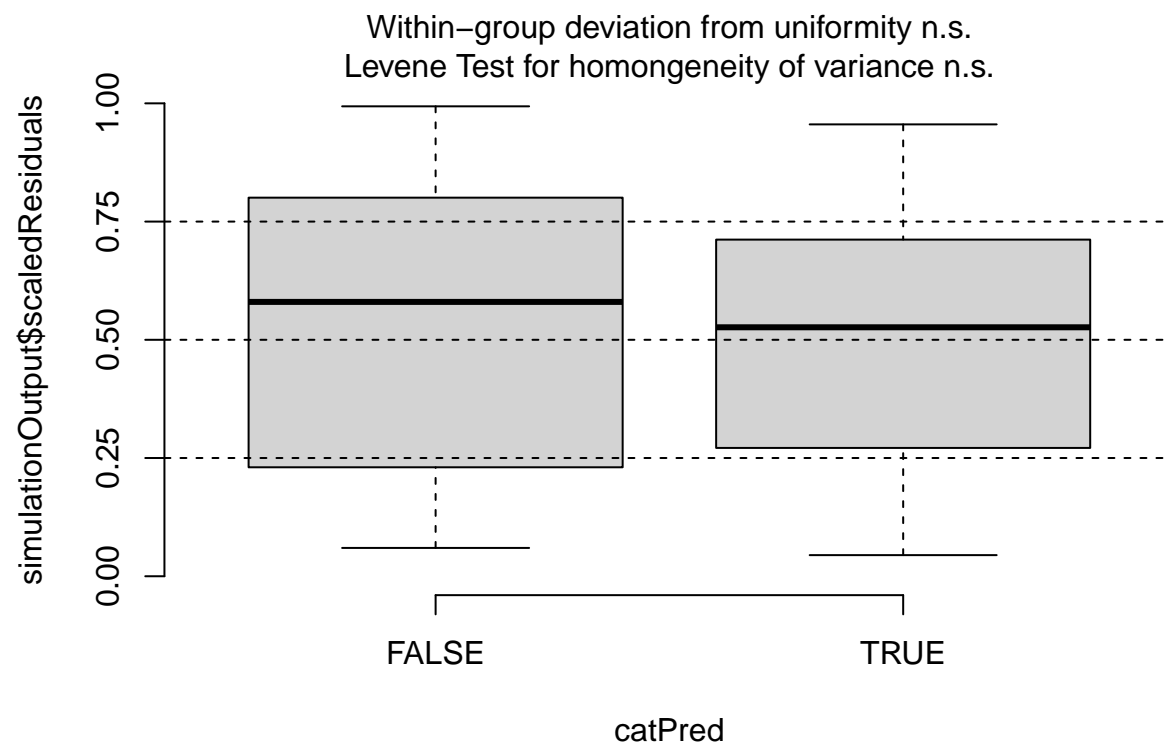 Within−group deviation from uniformity n.s.
Levene Test for homongeneity of variance n.s.
simulationOutput$scaledResiduals
1.00
0.75
0.50
0.25
0.00
FALSE
TRUE
catPred